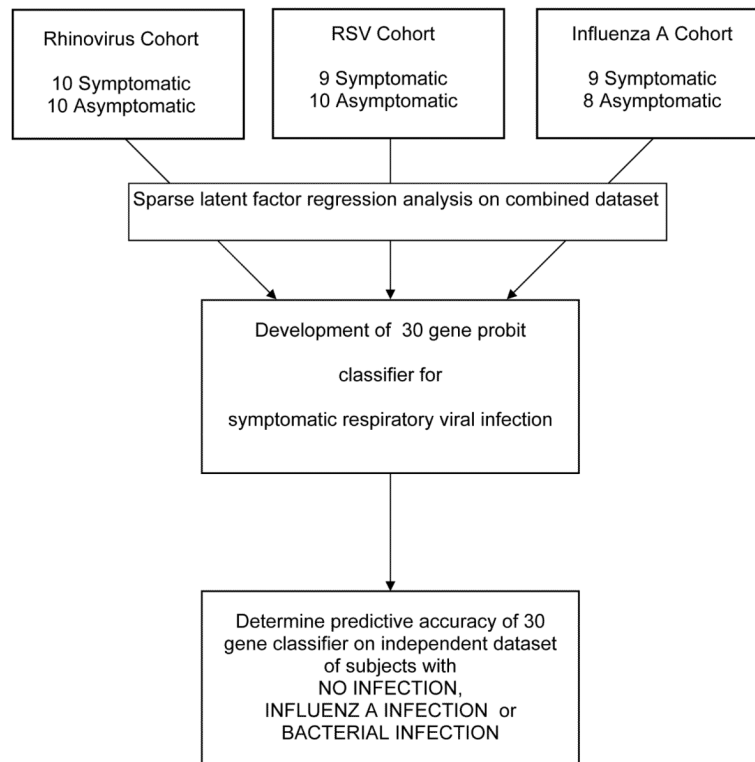 Rhinovirus Cohort
10 Symptomatic
10 Asymptomatic
RSV Cohort
9 Symptomatic
10 Asymptomatic
Influenza A Cohort
9 Symptomatic
8 Asymptomatic
Sparse latent factor regression analysis on combined dataset
Development of 30 gene probit
classifier for
symptomatic respiratory viral infection
Determine predictive accuracy of 30
gene classifier on independent dataset
of subjects with
NO INFECTION,
INFLUENZ A INFECTION or
BACTERIAL INFECTION